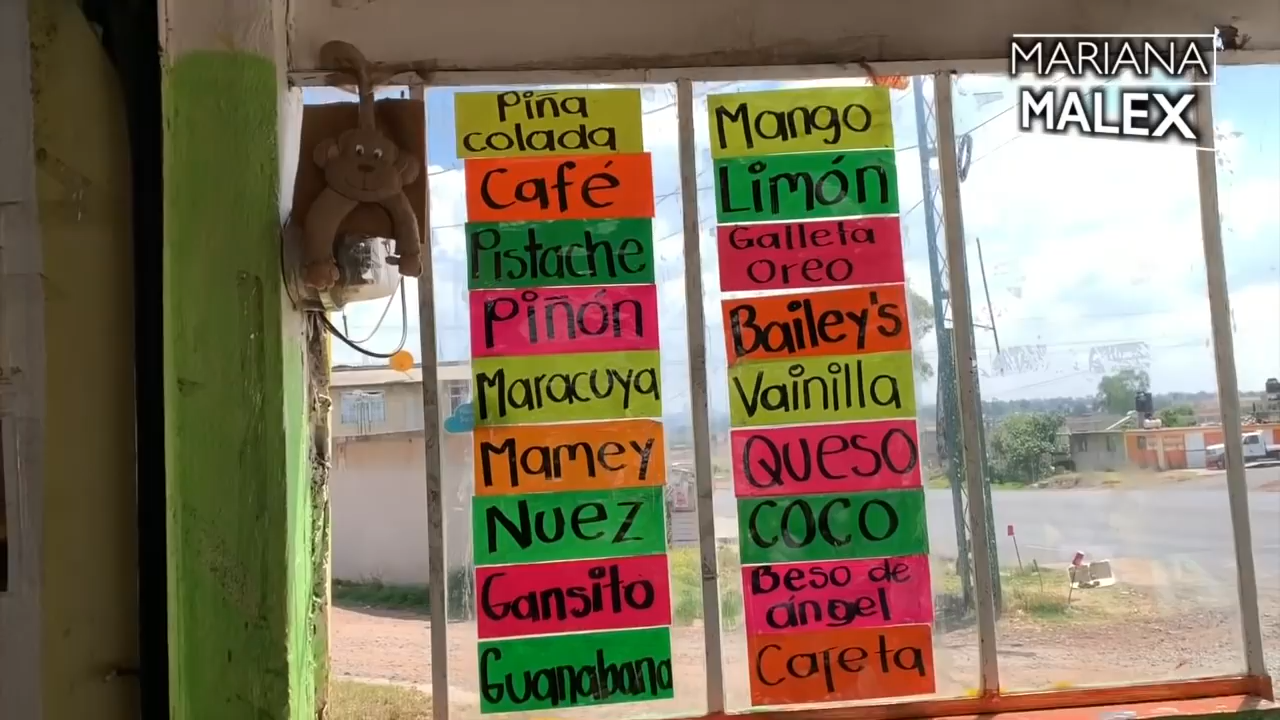 Piña
colada
Café
Pistache
Piñón
Maracuya
Mamey
Nuez
Gansito
Guanabana
Mango
Limón
Galleta
Oreo
Bailey's
Vainilla
QUESO
COCO
Beso de
ángel
Cajeta
MARIANA
MALEX